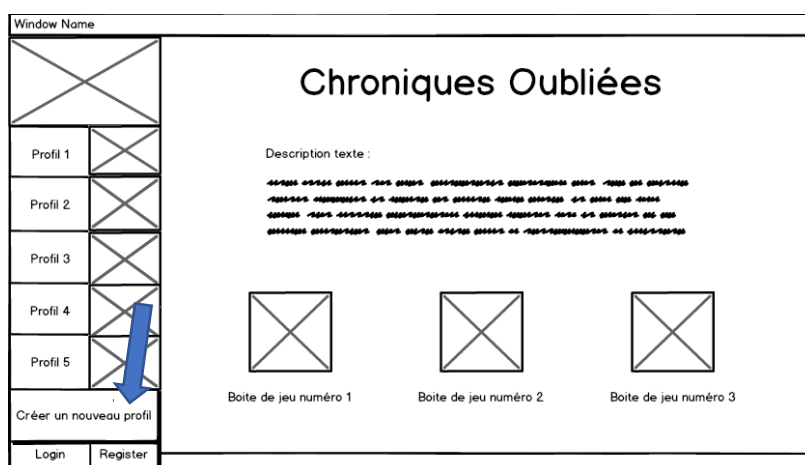 Window Name
Profil 1
Profil 2
Profil 3
Profil 4
Profil 5
Créer un nouveau profil
Login
Register
Chroniques Oubliées
Description texte :
Boite de jeu numéro 1
Boite de jeu numéro 2
Boite de jeu numéro 3